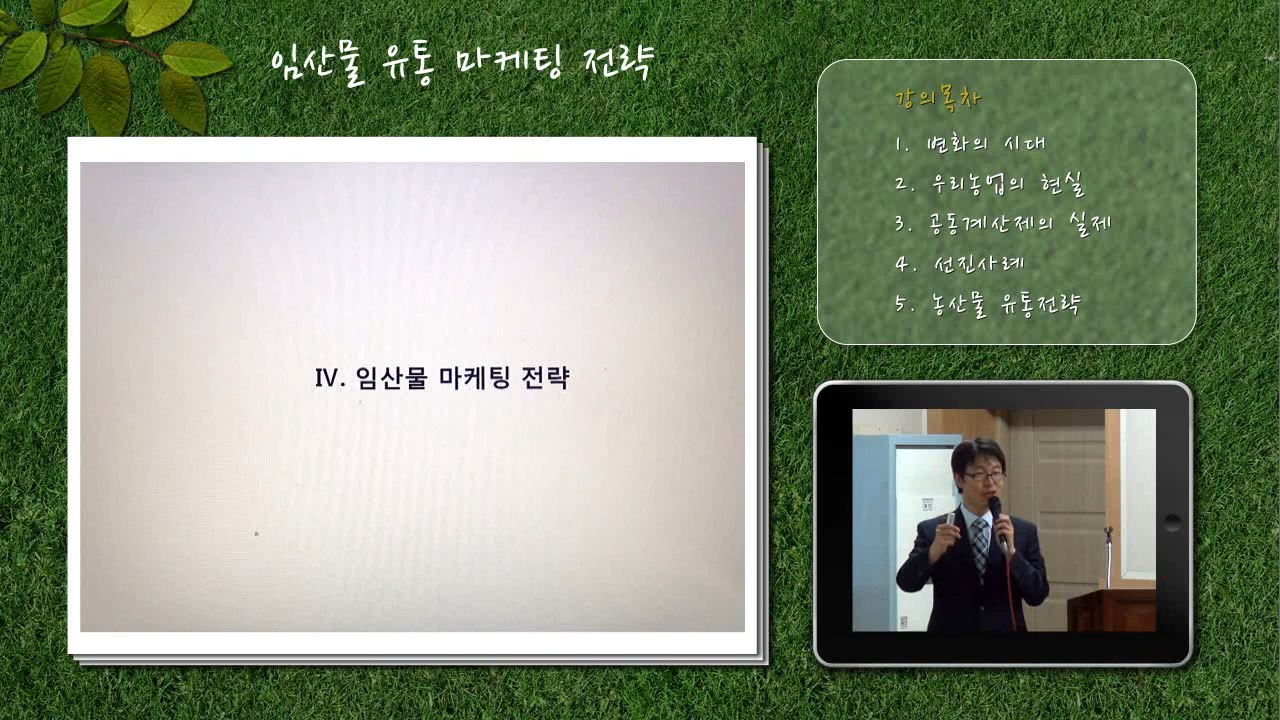 임산물 유통 마케팅 전략
강의목차
1. 변화의 시대
2. 우리농업의 현실
3. 공동계산제의 실제
4. 선진사례
5. 농산물 유통전략
Ⅳ. 임산물 마케팅 전략